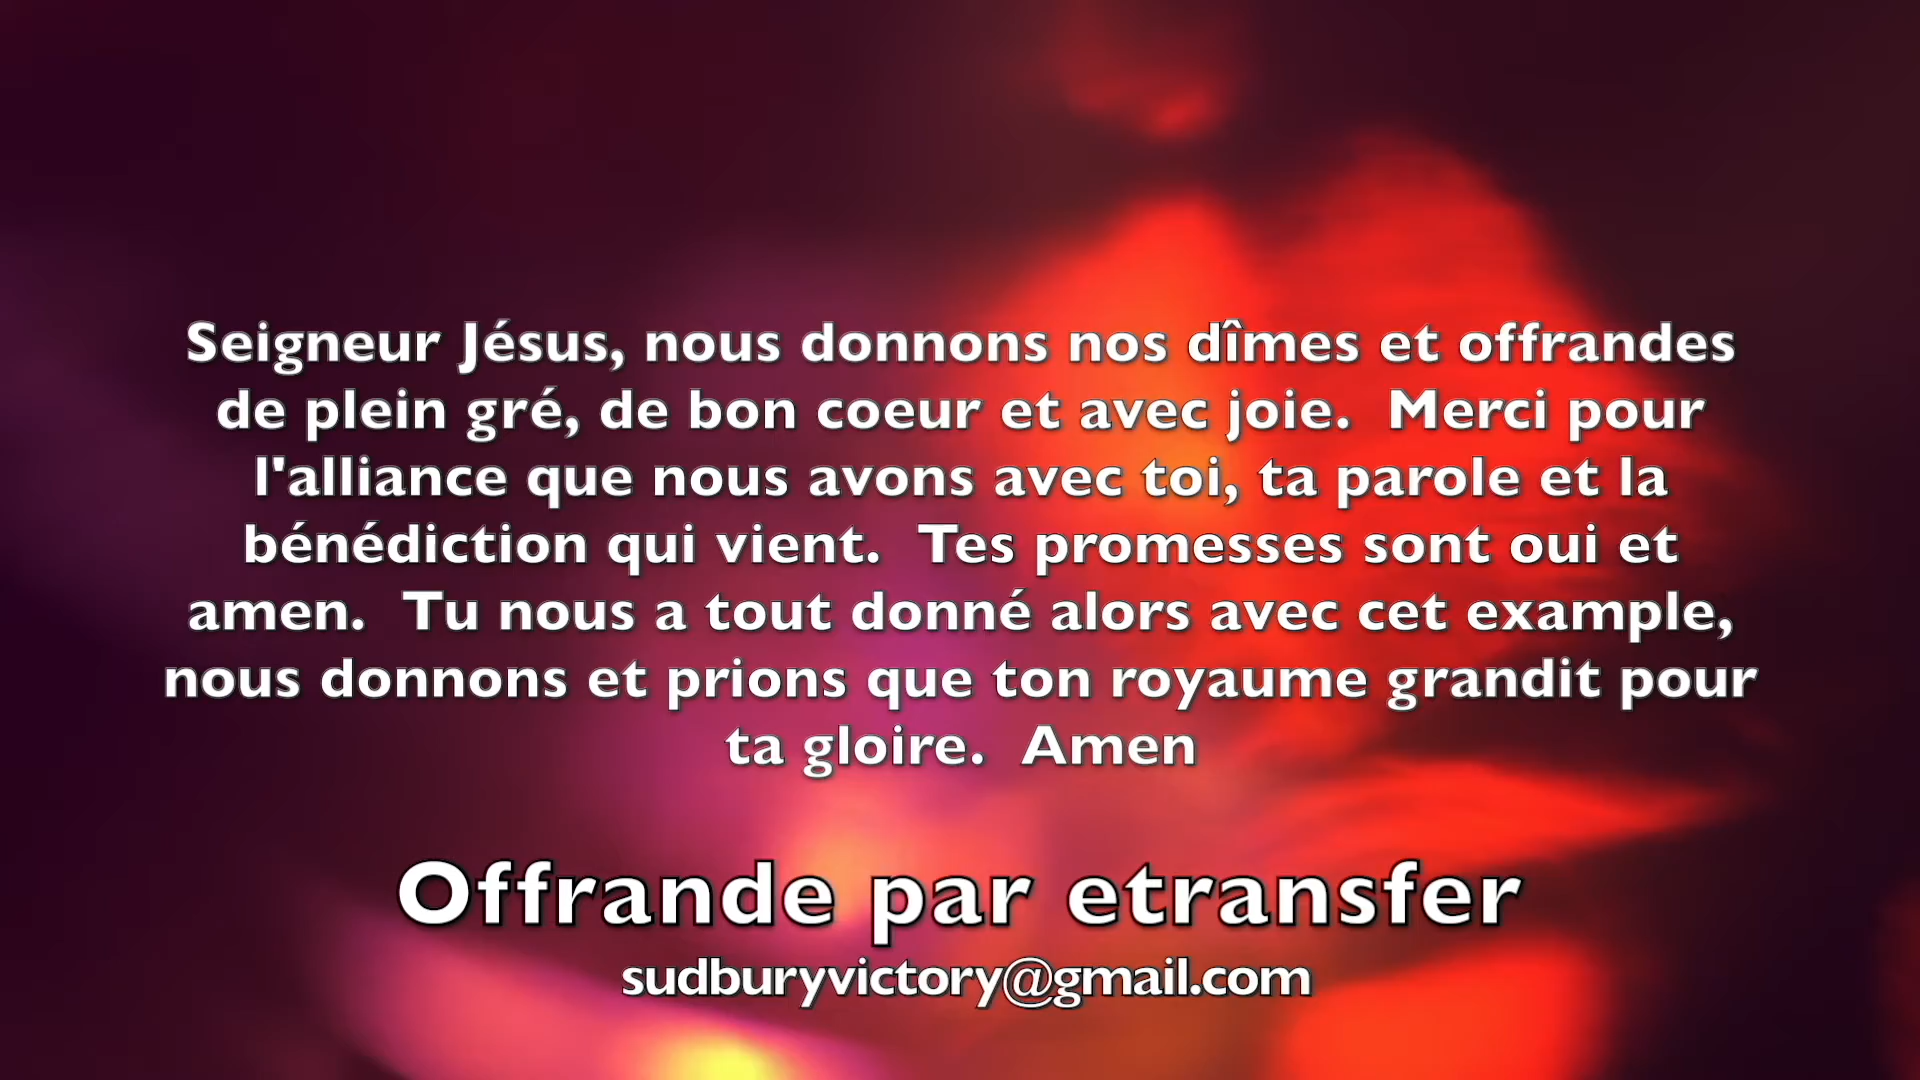 Seigneur Jésus, nous donnons nos dîmes et offrandes
de plein gré, de bon coeur et avec joie.  Merci pour
l'alliance que nous avons avec toi, ta parole et la
bénédiction qui vient.  Tes promesses sont oui et
amen.  Tu nous a tout donné alors avec cet example,
nous donnons et prions que ton royaume grandit pour
ta gloire.  Amen
Offrande par etransfer
sudburyvictory@gmail.com